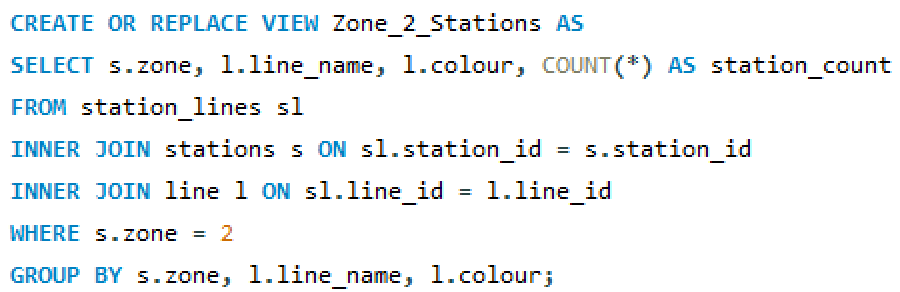 CREATE OR REPLACE VIEW Zone_2_Stations AS
SELECT s.zone, l.line_name, l.colour, COUNT(*) AS station_count
FROM station_lines sl
INNER JOIN stations s ON sl.station_id = s.station_id
INNER JOIN line l ON sl.line_id = l.line_id
WHERE s.zone = 2
GROUP BY s.zone, l.line_name, l.colour;